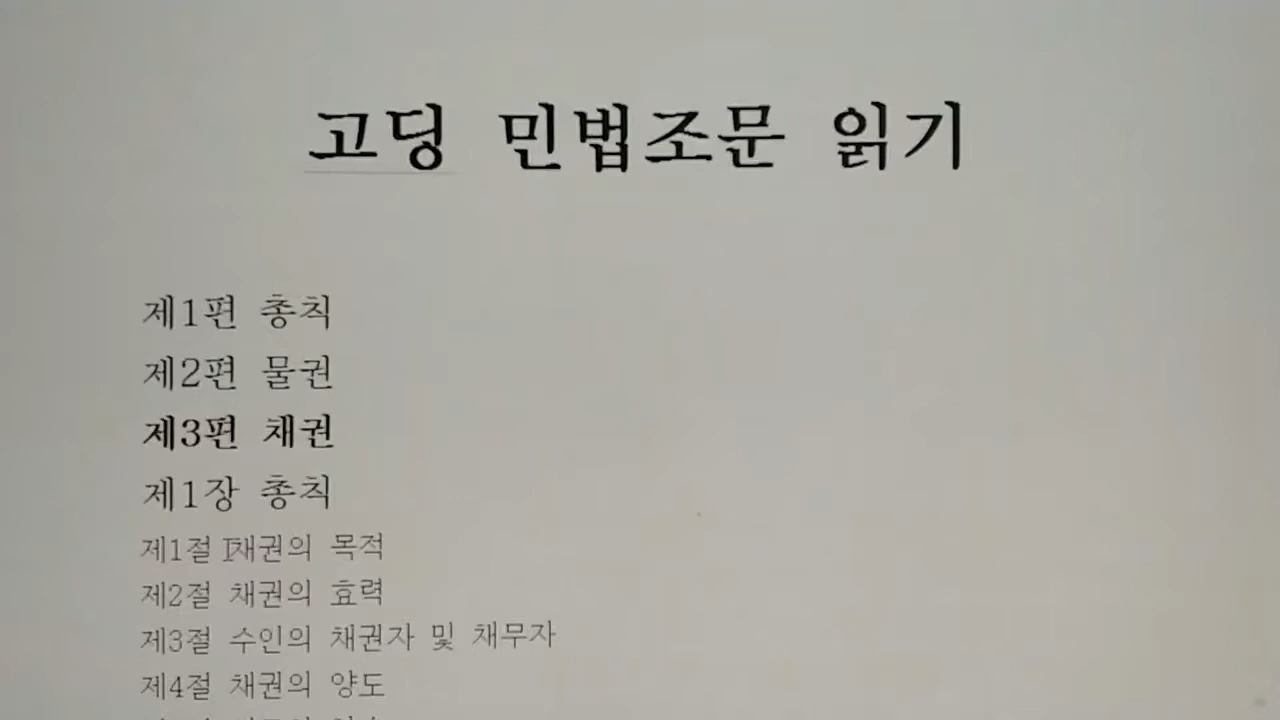 고딩 민법조문 읽기
제1편 총칙
제2편 물권
제3편 채권
제1장 총칙
제1절 채권의 목적
제2절 채권의 효력
제3절 수인의 채권자 및 채무자
제4절 채권의 양도